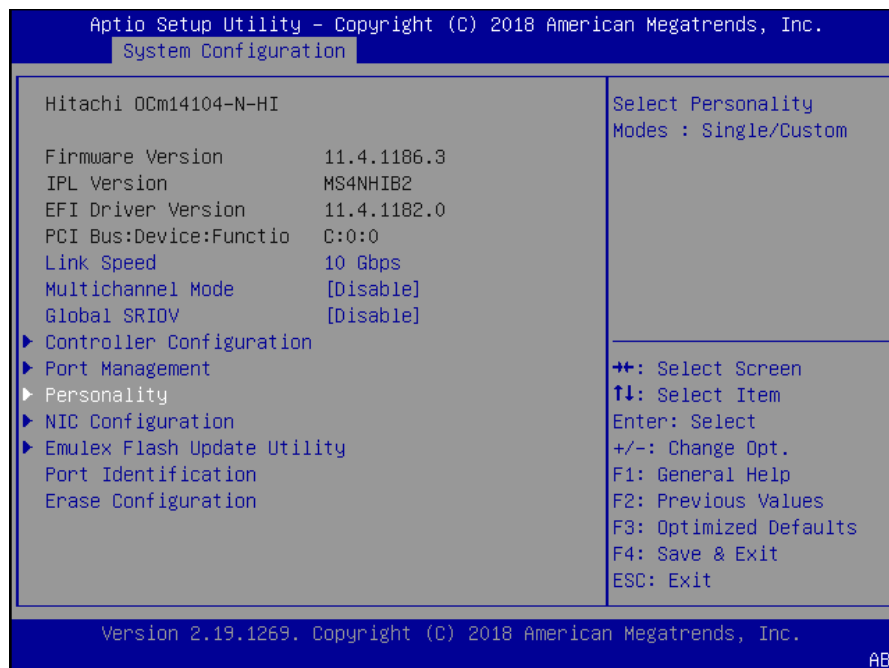 Aptio Setup Utility – Copyright (C) 2018 American Megatrends, Inc.
System Configuration
Hitachi OCm14104-N-HI
Firmware Version 11.4.1186.3
IPL Version MS4NHIB2
EFI Driver Version 11.4.1182.0
PCI Bus:Device:Functio C:0:0
Link Speed 10 Gbps
Multichannel Mode [Disable]
Global SRIOV [Disable]
Controller Configuration
Port Management
Personality
NIC Configuration
Emulex Flash Update Utility
Port Identification
Erase Configuration
Select Personality
Modes : Single/Custom
→←: Select Screen
↑↓: Select Item
Enter: Select
+/-: Change Opt.
F1: General Help
F2: Previous Values
F3: Optimized Defaults
F4: Save & Exit
ESC: Exit
Version 2.19.1269. Copyright (C) 2018 American Megatrends, Inc.
AB